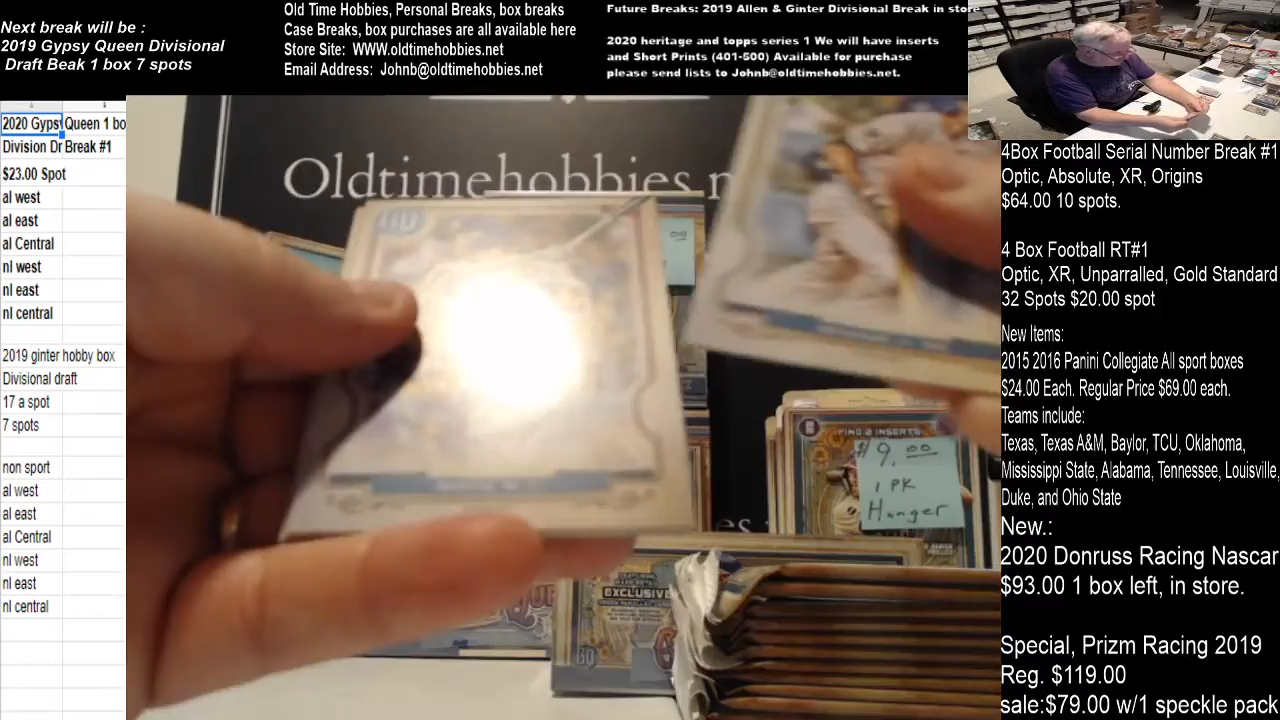 Next break will be :
2019 Gypsy Queen Divisional
Draft Beak 1 box 7 spots
Old Time Hobbies, Personal Breaks, box breaks
Case Breaks, box purchases are all available here
Store Site: WWW.oldtimehobbies.net
Email Address: Johnb@oldtimehobbies.net
Future Breaks: 2019 Allen & Ginter Divisional Break in store
2020 heritage and topps series 1 We will have inserts
and Short Prints (401-500) Available for purchase
please send lists to Johnb@oldtimehobbies.net.
2020 Gypsy Queen 1 bo
Division Dr Break #1
$23.00 Spot
al west
al east
al Central
nl west
nl east
nl central
2019 ginter hobby box
Divisional draft
17 a spot
7 spots
non sport
al west
al east
al Central
nl west
nl east
nl central
Oldtimehobbies.n
FIND 2 INSERTS
$9.00
1 PK
Hanger
EXCLUSIVE
GQ
4Box Football Serial Number Break #1
Optic, Absolute, XR, Origins
$64.00 10 spots.
4 Box Football RT#1
Optic, XR, Unparralled, Gold Standard
32 Spots $20.00 spot
New Items:
2015 2016 Panini Collegiate All sport boxes
$24.00 Each. Regular Price $69.00 each.
Teams include:
Texas, Texas A&M, Baylor, TCU, Oklahoma,
Mississippi State, Alabama, Tennessee, Louisville,
Duke, and Ohio State
New.:
2020 Donruss Racing Nascar
$93.00 1 box left, in store.
Special, Prizm Racing 2019
Reg. $119.00
sale:$79.00 w/1 speckle pack